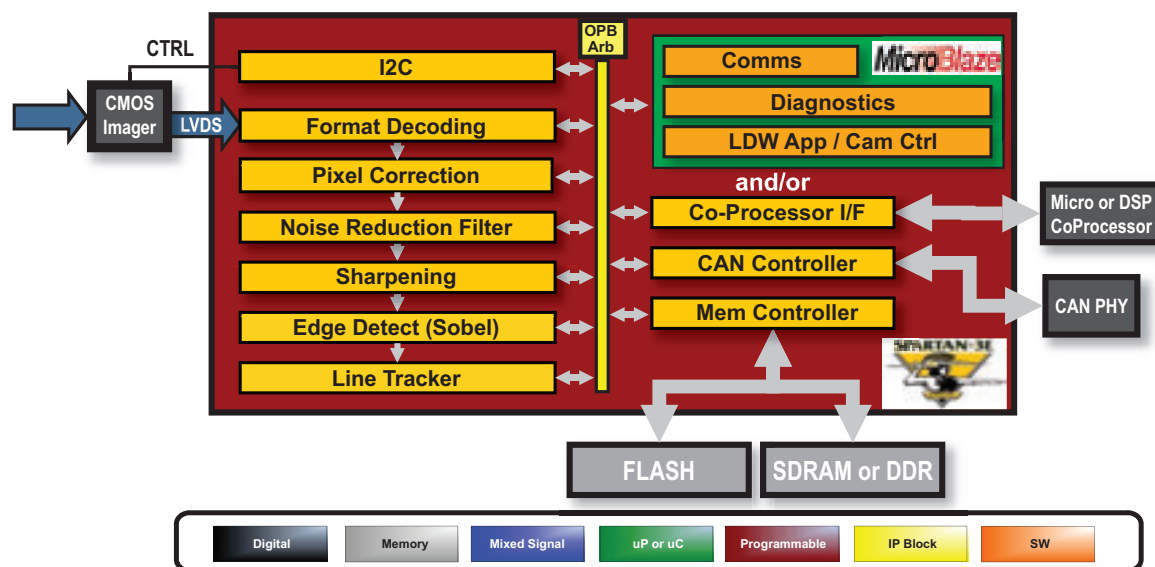 OPB
Arb
CTRL
I2C
Comms
MicroBlaze
CMOS
Imager
LVDS
Format Decoding
Diagnostics
LDW App / Cam Ctrl
Pixel Correction
and/or
Noise Reduction Filter
Co-Processor I/F
Micro or DSP
CoProcessor
Sharpening
CAN Controller
Edge Detect (Sobel)
Mem Controller
CAN PHY
Line Tracker
SPARTAN-3E
FLASH
SDRAM or DDR
Digital
Memory
Mixed Signal
uP or uC
Programmable
IP Block
SW